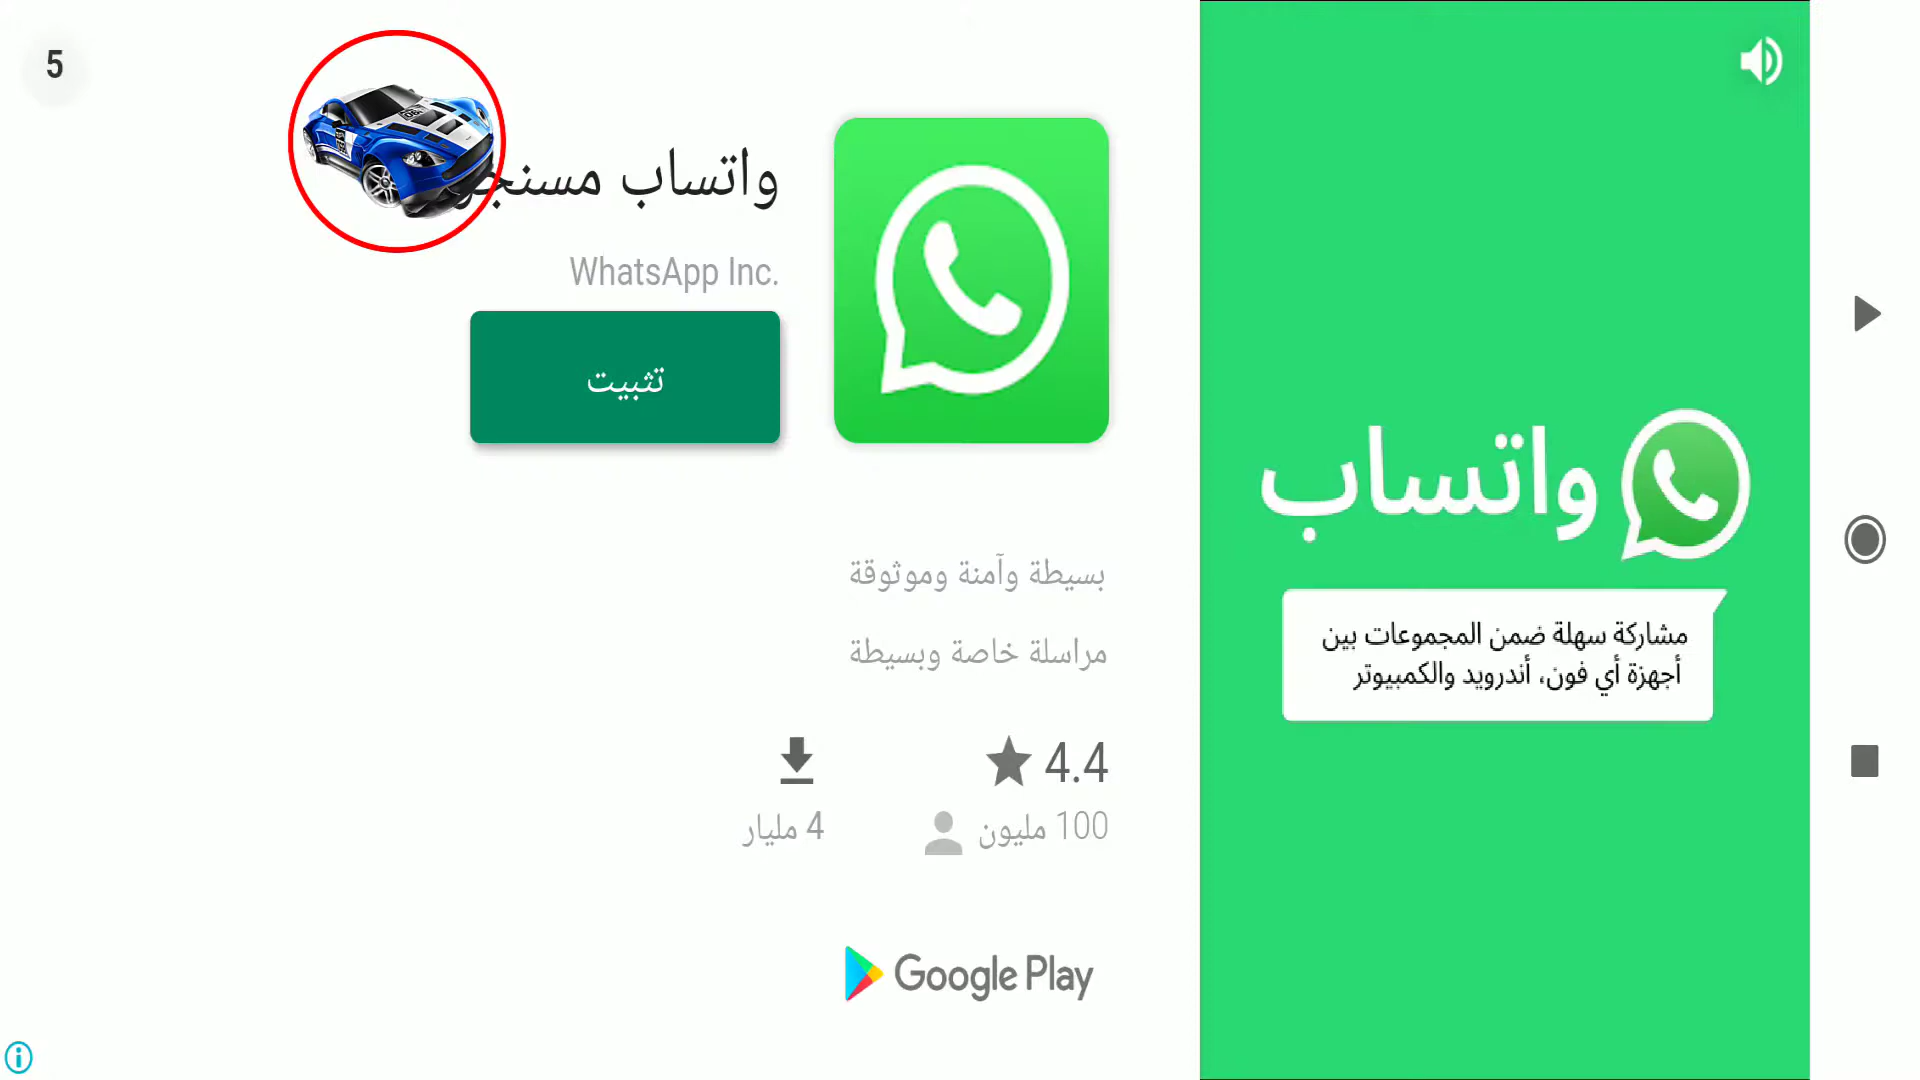 5
واتساب مسنجر
WhatsApp Inc.
تثبيت
بسيطة وآمنة وموثوقة
مراسلة خاصة وبسيطة
4.4
100 مليون
4 مليار
Google Play
واتساب
مشاركة سهلة ضمن المجموعات بين
أجهزة أي فون، أندرويد والكمبيوتر